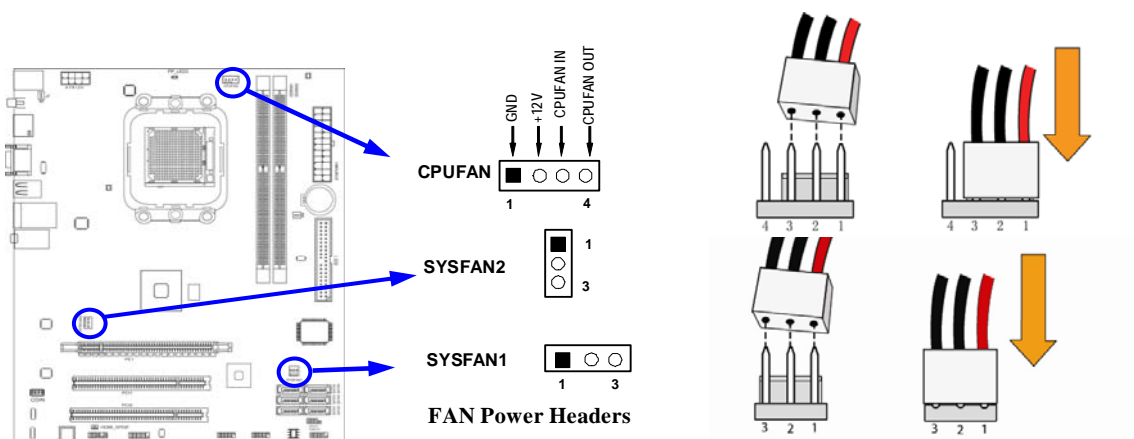 GND
+12V
CPUFAN IN
CPUFAN OUT
CPUFAN
1 4
SYSFAN2
1
3
SYSFAN1
1 3
FAN Power Headers
4 3 2 1
4 3 2 1
3 2 1
3 2 1